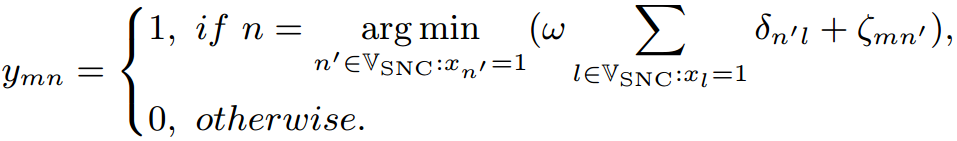 y_{mn} = \begin{cases} 1, & if \ n = \underset{n' \in \mathbb{V}_{\mathrm{SNC}} : x_{n'} = 1}{\arg\min} (\omega \sum_{l \in \mathbb{V}_{\mathrm{SNC}} : x_l = 1} \delta_{n'l} + \zeta_{mn'}), \\ 0, & otherwise. \end{cases}